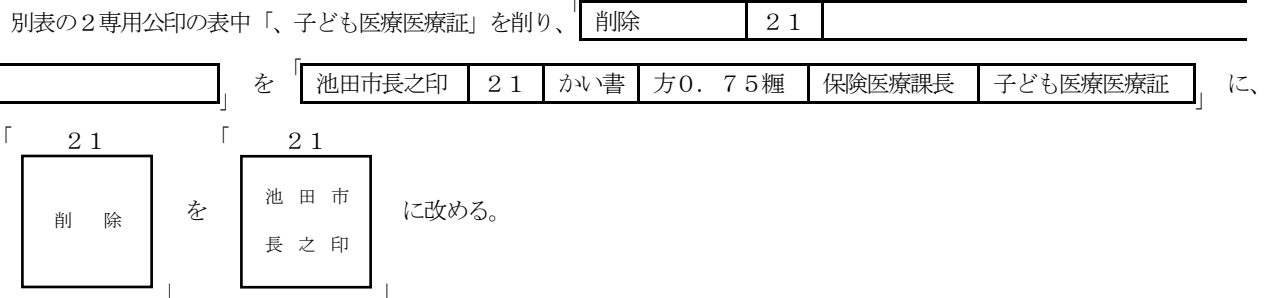 別表の2専用公印の表中「、子ども医療医療証」を削り、「削除 21
」を「池田市長之印 21 かい書 方0.75糎 保険医療課長 子ども医療医療証」に、
「 21 「 21
池田市
削除 を に改める。
長之印
」 」